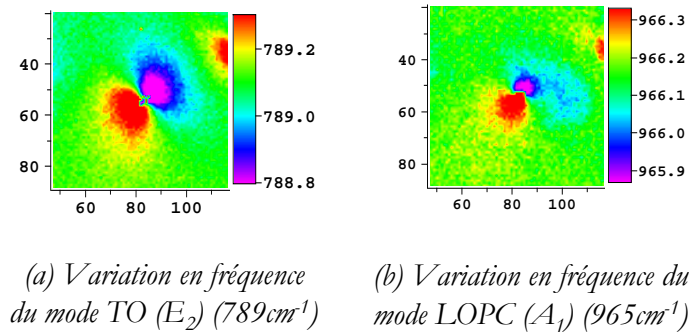 789.2
789.0
788.8
40
60
80
60 80 100
966.3
966.2
966.1
966.0
965.9
40
60
80
60 80 100
(a) Variation en fréquence
du mode TO (E2) (789cm-1)
(b) Variation en fréquence du
mode LOPC (A1) (965cm-1)